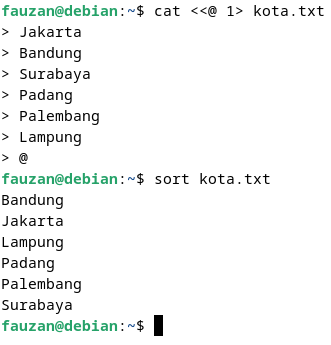 fauzan@debian:~$ cat <<@ 1> kota.txt
> Jakarta
> Bandung
> Surabaya
> Padang
> Palembang
> Lampung
> @
fauzan@debian:~$ sort kota.txt
Bandung
Jakarta
Lampung
Padang
Palembang
Surabaya
fauzan@debian:~$